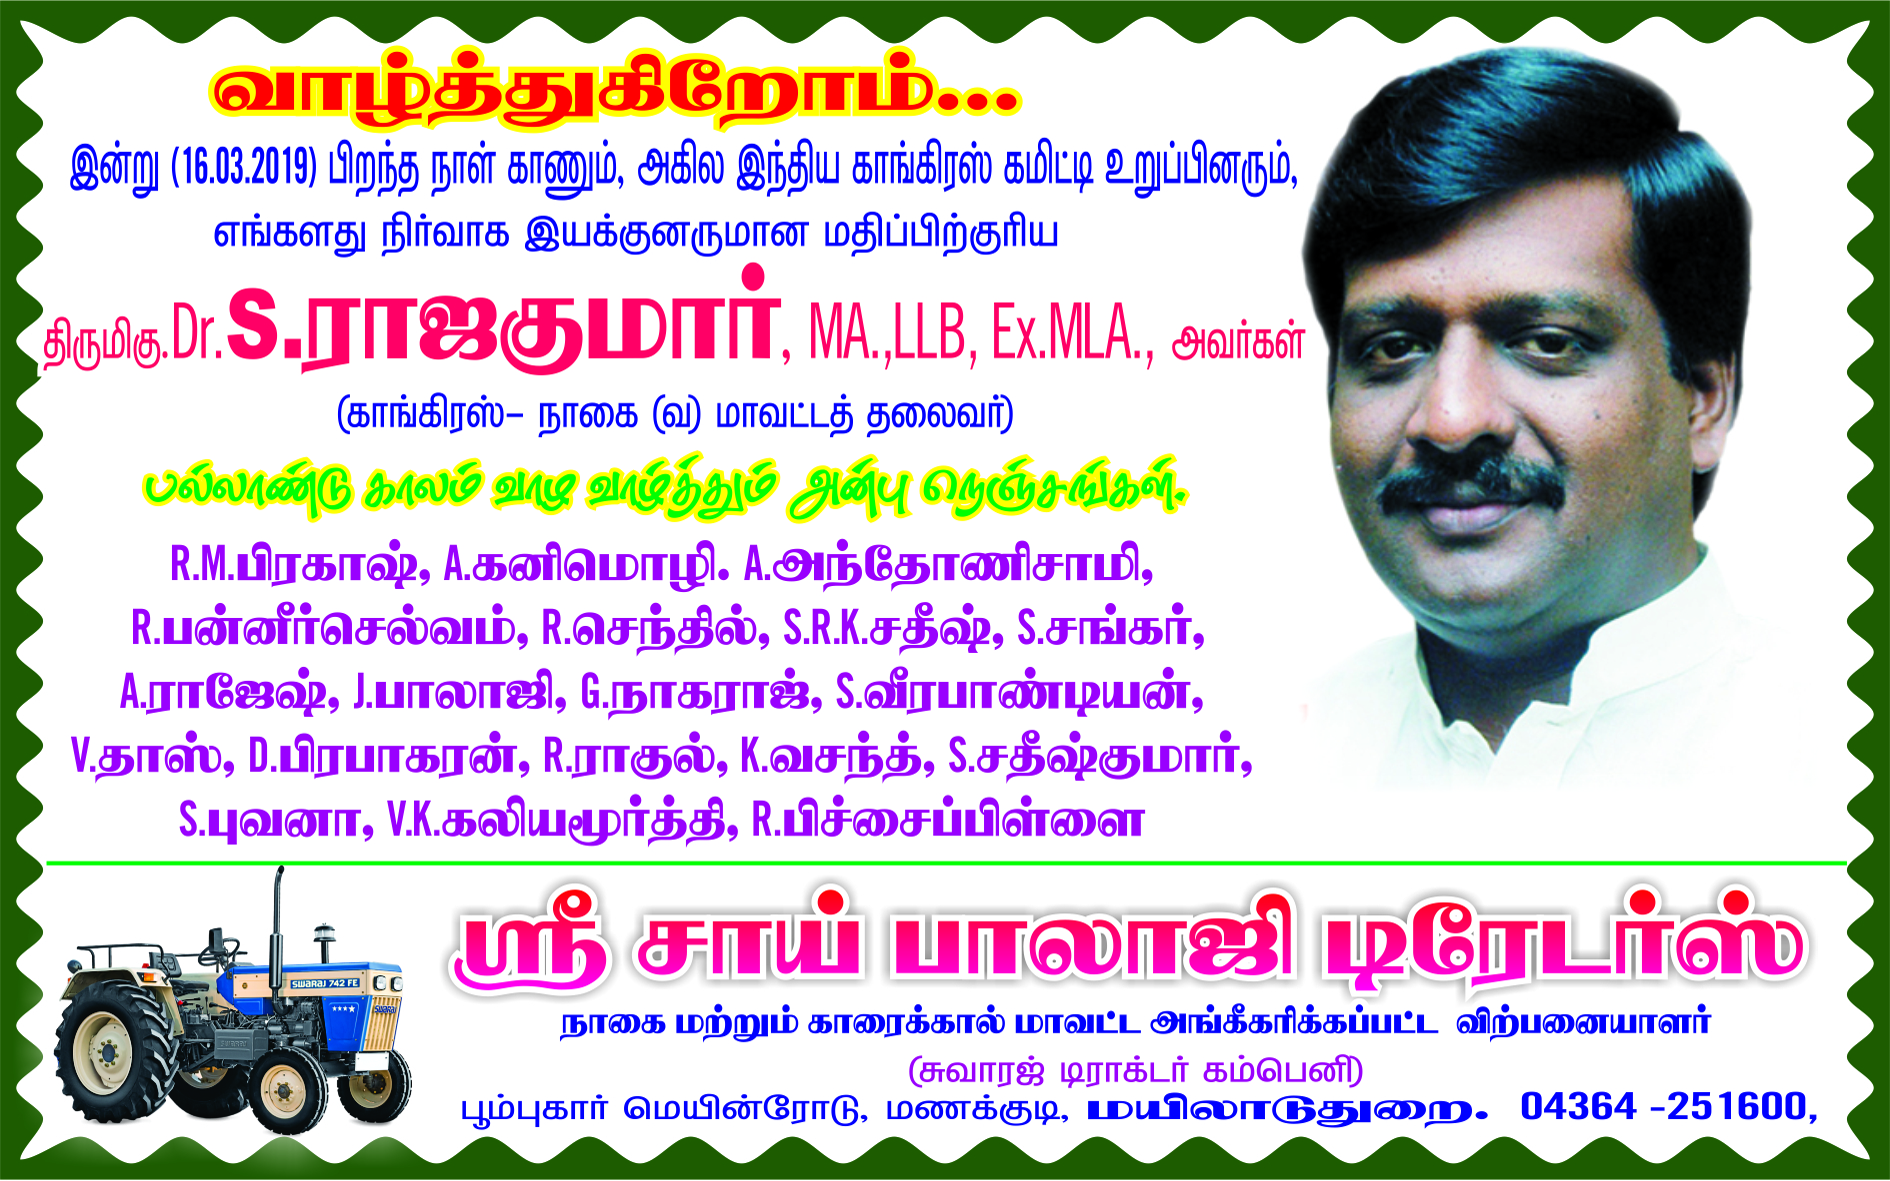 வாழ்த்துகிறோம்...
இன்று (16.03.2019) பிறந்த நாள் காணும், அகில இந்திய காங்கிரஸ் கமிட்டி உறுப்பினரும்,
எங்களது நிர்வாக இயக்குனருமான மதிப்பிற்குரிய
திருமிகு.Dr.S.ராஜகுமார், MA.,LLB, Ex.MLA., அவர்கள்
(காங்கிரஸ்– நாகை (வ) மாவட்டத் தலைவர்)
பல்லாண்டு காலம் வாழ வாழ்த்தும் அன்பு நெஞ்சங்கள்.
R.M.பிரகாஷ், A.கனிமொழி. A.அந்தோணிசாமி,
R.பன்னீர்செல்வம், R.செந்தில், S.R.K.சதீஷ், S.சங்கர்,
A.ராஜேஷ், J.பாலாஜி, G.நாகராஜ், S.வீரபாண்டியன்,
V.தாஸ், D.பிரபாகரன், R.ராகுல், K.வசந்த், S.சதீஷ்குமார்,
S.புவனா, V.K.கலியமூர்த்தி, R.பிச்சைப்பிள்ளை
ஸ்ரீ சாய் பாலாஜி டிரேடர்ஸ்
SWARAJ 742 FE
SWARAJ
SWARAJ
நாகை மற்றும் காரைக்கால் மாவட்ட அங்கீகரிக்கப்பட்ட விற்பனையாளர்
(சுவாரஜ் டிராக்டர் கம்பெனி)
பூம்புகார் மெயின்ரோடு, மணக்குடி, மயிலாடுதுறை. 04364 -251600,